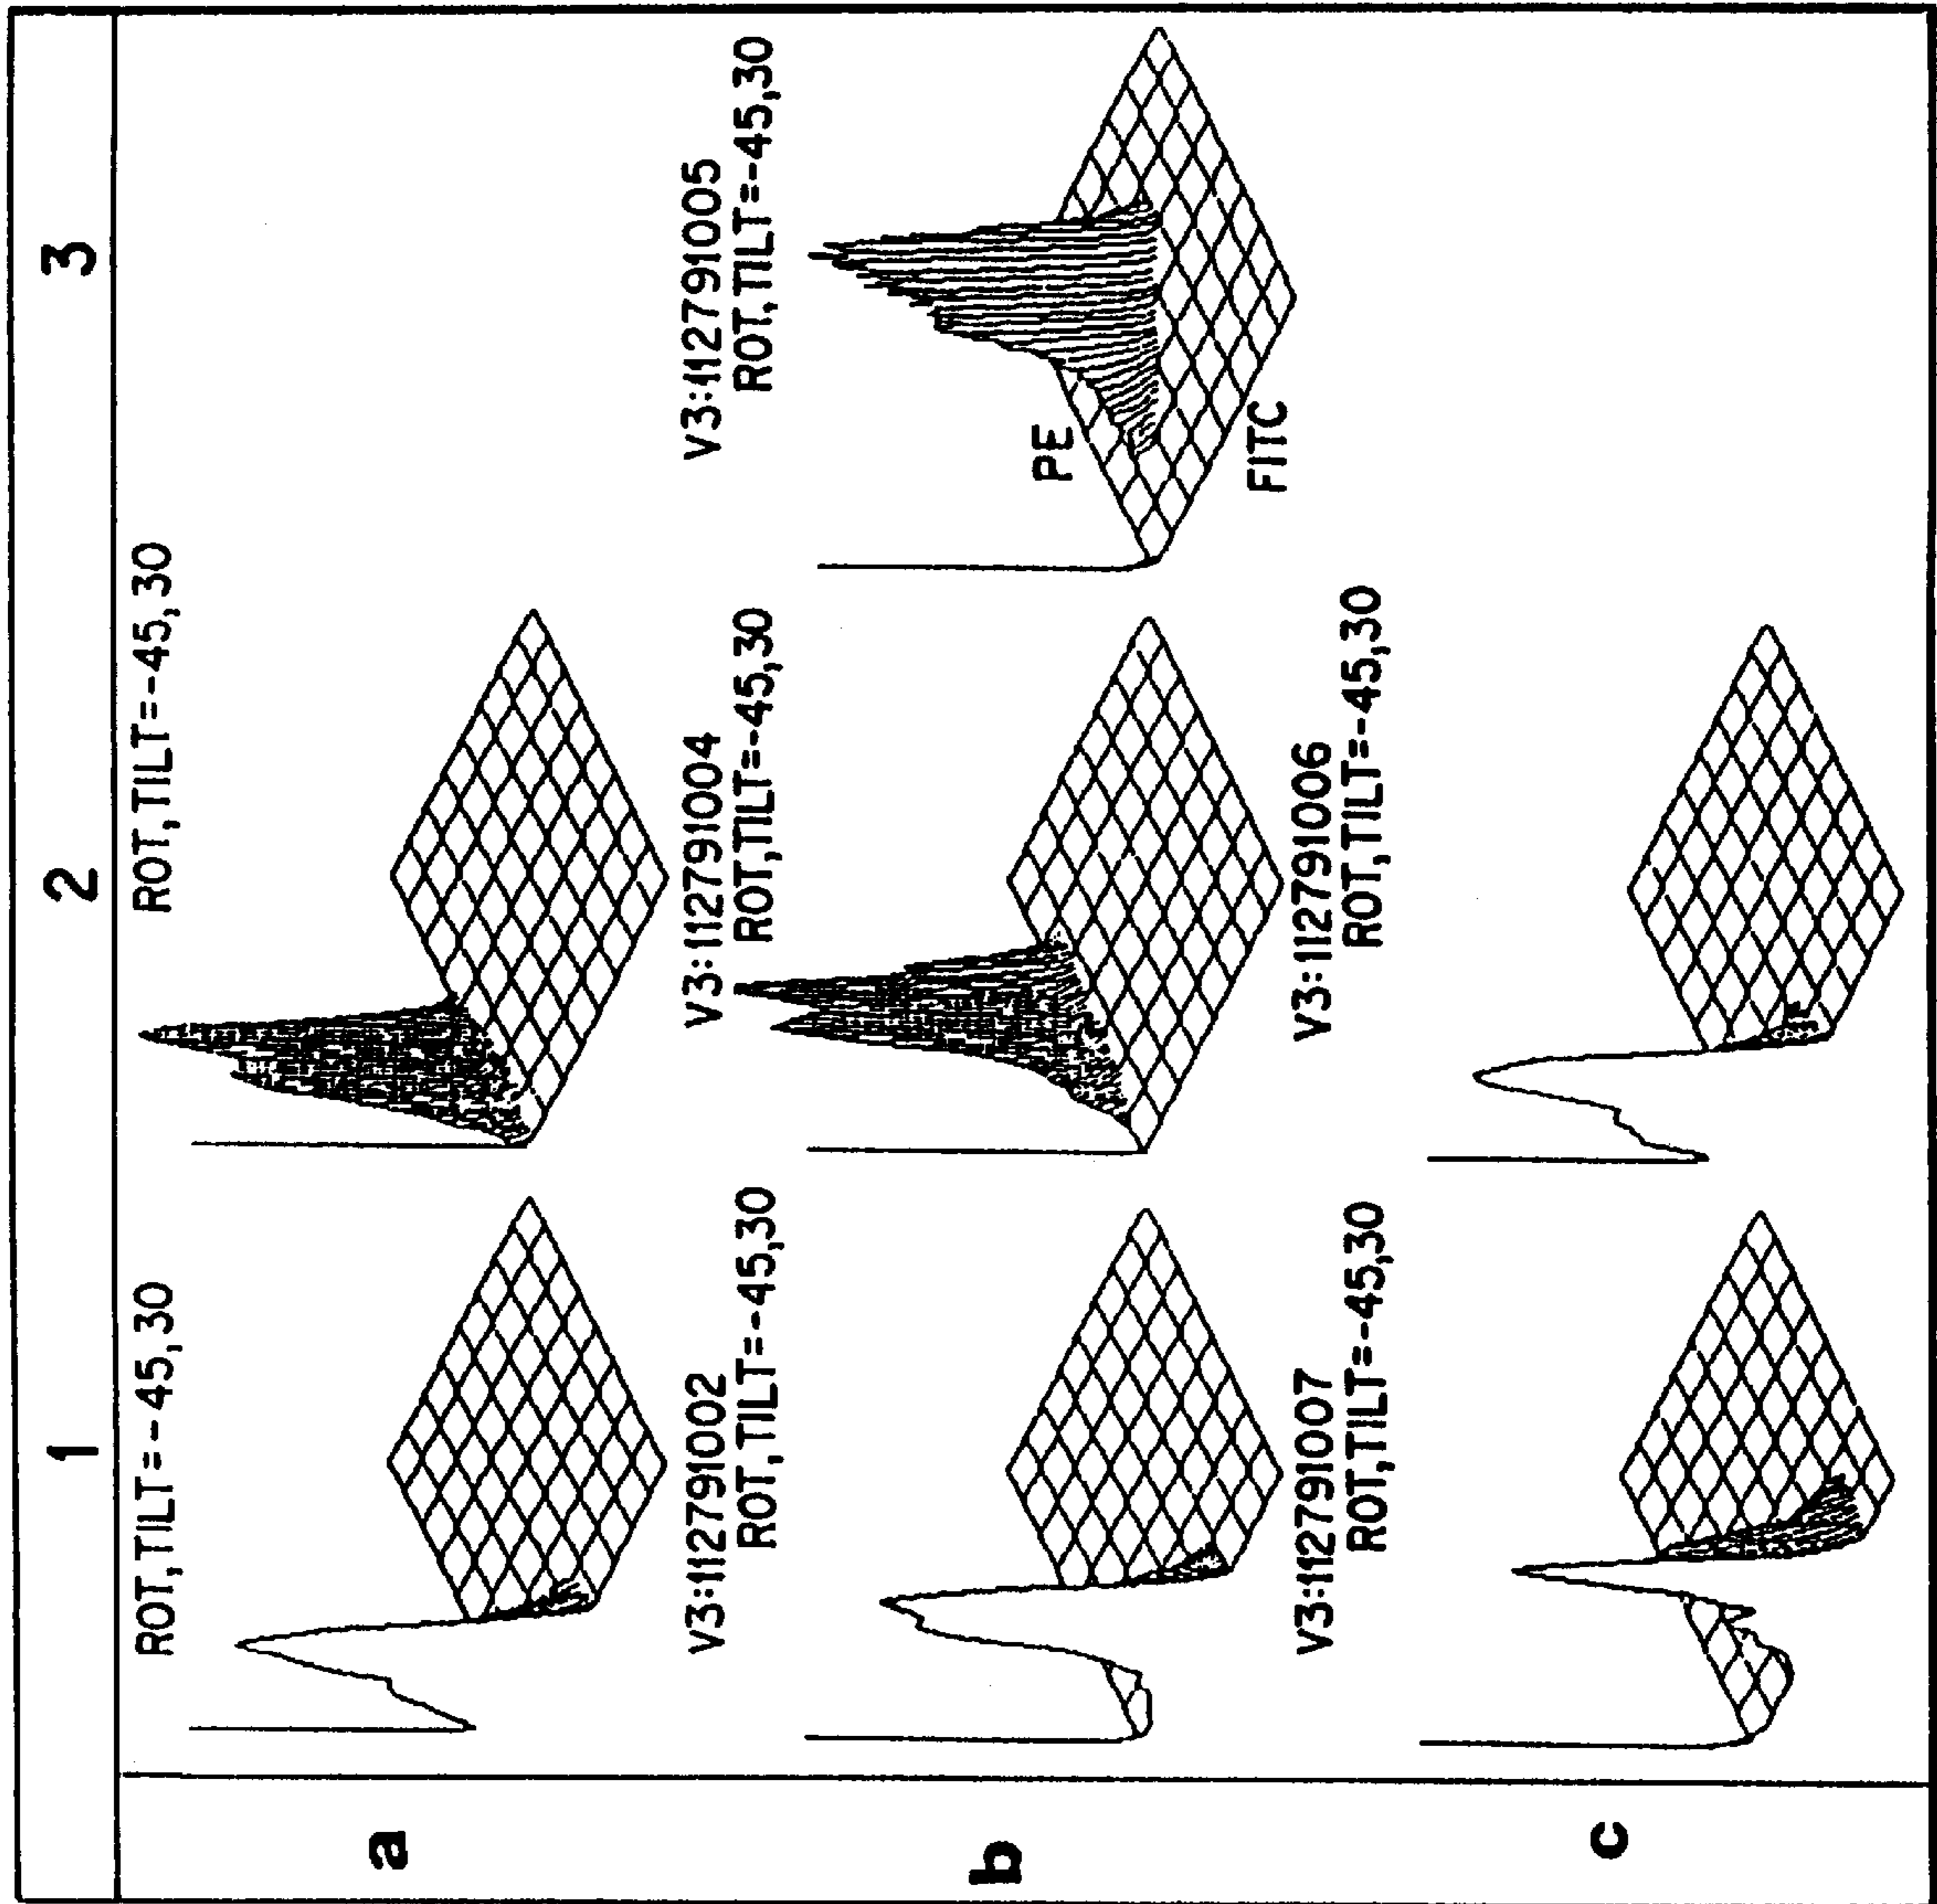 1 2 3
a
ROT,TILT=-45,30
ROT,TILT=-45,30
b
V3:112791002
ROT,TILT=-45,30
V3:112791004
ROT,TILT=-45,30
V3:112791005
ROT,TILT=-45,30
PE
FITC
c
V3:112791007
ROT,TILT=-45,30
V3:112791006
ROT,TILT=-45,30